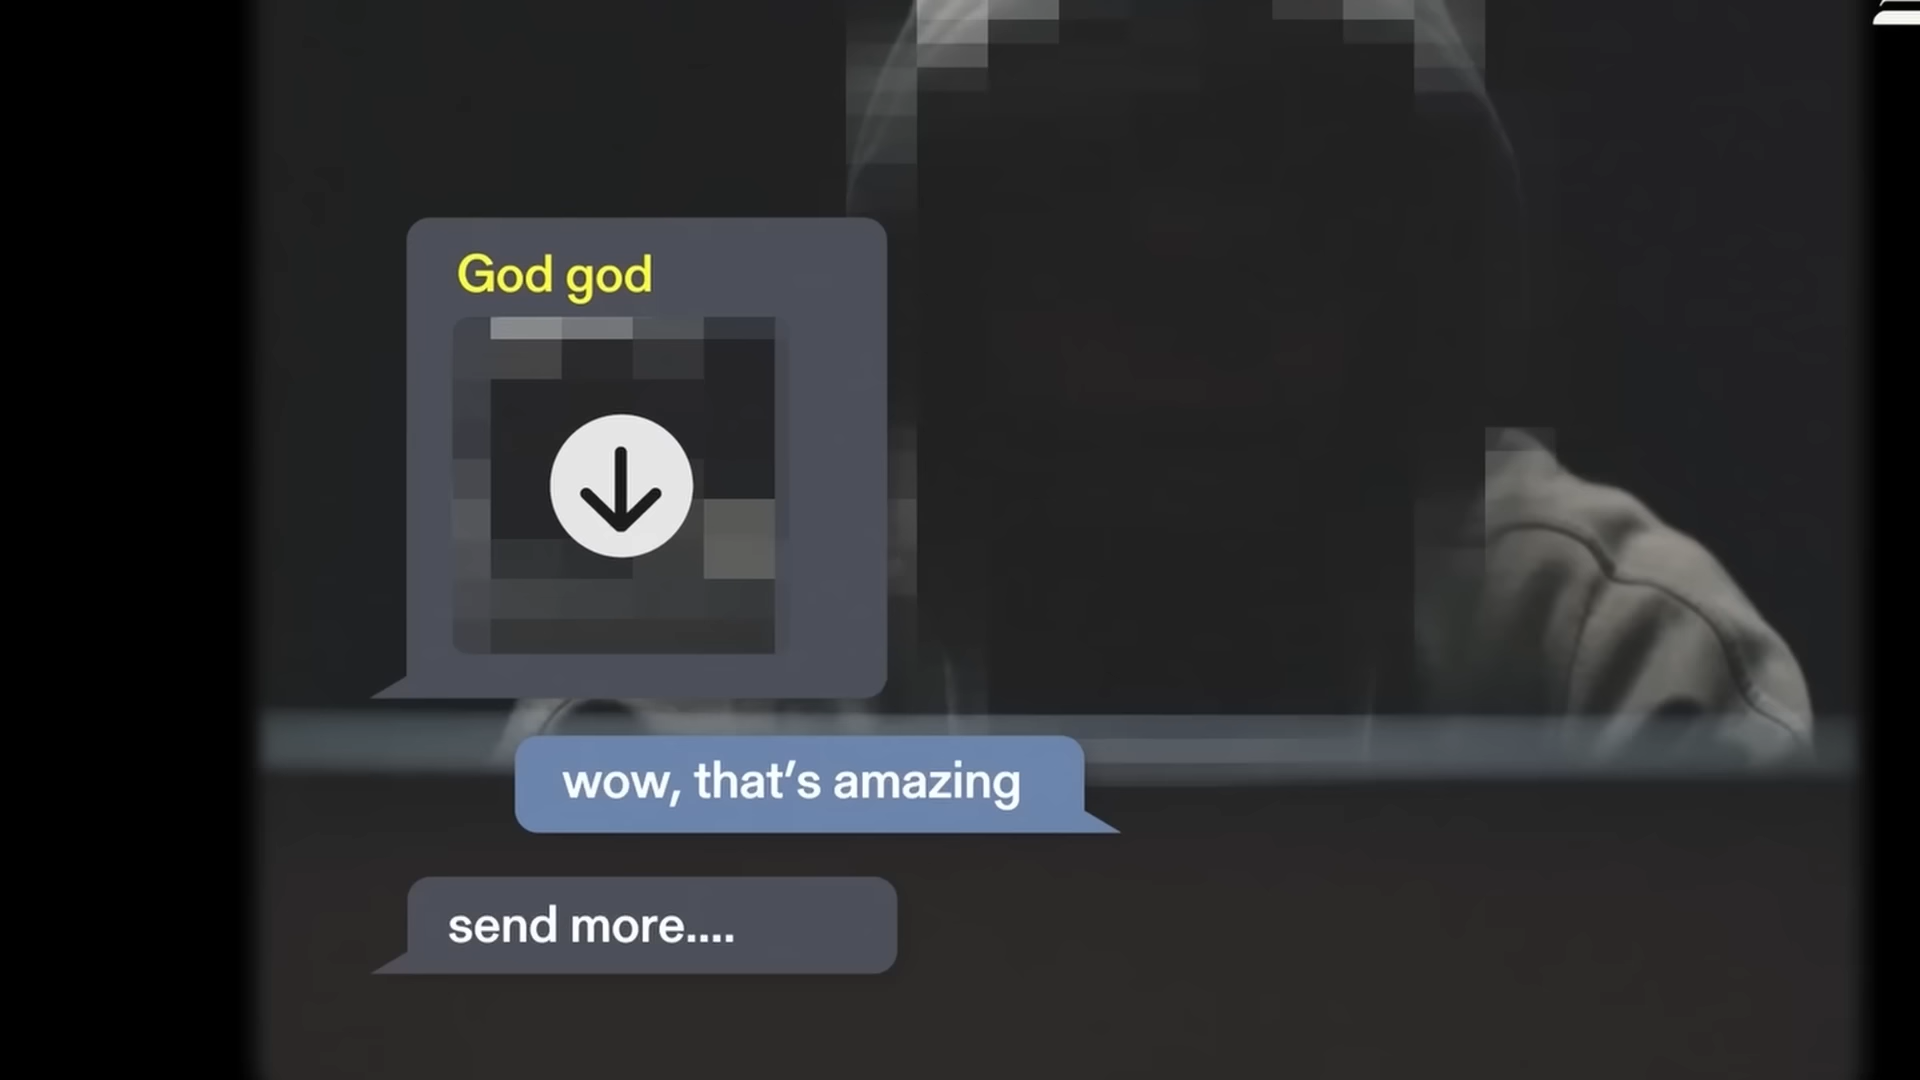 God god
wow, that’s amazing
send more....